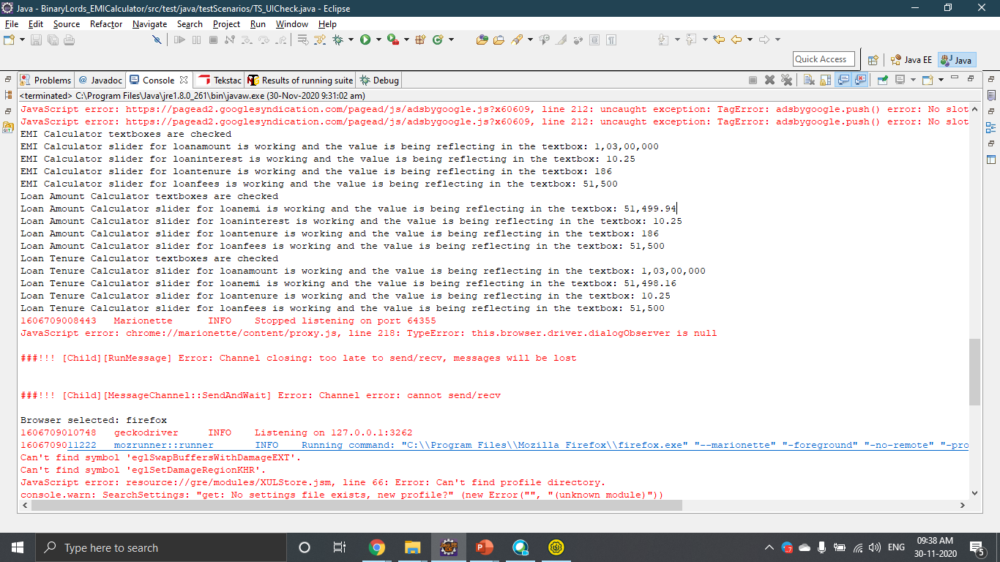 Java - BinaryLords_EMICalculator/src/test/java/testScenarios/TS_UICheck.java - Eclipse
File Edit Source Refactor Navigate Search Project Run Window Help
Quick Access
Java EE
Java
Problems
@ Javadoc
Console
Tekstac
Results of running suite
Debug
<terminated> C:\Program Files\Java\jre1.8.0_261\bin\javaw.exe (30-Nov-2020 9:31:02 am)
JavaScript error: https://pagead2.googlesyndication.com/pagead/js/adsbygoogle.js?x60609, line 212: uncaught exception: TagError: adsbygoogle.push() error: No slot
JavaScript error: https://pagead2.googlesyndication.com/pagead/js/adsbygoogle.js?x60609, line 212: uncaught exception: TagError: adsbygoogle.push() error: No slot
EMI Calculator textboxes are checked
EMI Calculator slider for loanamount is working and the value is being reflecting in the textbox: 1,03,00,000
EMI Calculator slider for loaninterest is working and the value is being reflecting in the textbox: 10.25
EMI Calculator slider for loantenure is working and the value is being reflecting in the textbox: 186
EMI Calculator slider for loanfees is working and the value is being reflecting in the textbox: 51,500
Loan Amount Calculator textboxes are checked
Loan Amount Calculator slider for loanemi is working and the value is being reflecting in the textbox: 51,499.94
Loan Amount Calculator slider for loaninterest is working and the value is being reflecting in the textbox: 10.25
Loan Amount Calculator slider for loantenure is working and the value is being reflecting in the textbox: 186
Loan Amount Calculator slider for loanfees is working and the value is being reflecting in the textbox: 51,500
Loan Tenure Calculator textboxes are checked
Loan Tenure Calculator slider for loanamount is working and the value is being reflecting in the textbox: 1,03,00,000
Loan Tenure Calculator slider for loanemi is working and the value is being reflecting in the textbox: 51,498.16
Loan Tenure Calculator slider for loantenure is working and the value is being reflecting in the textbox: 10.25
Loan Tenure Calculator slider for loanfees is working and the value is being reflecting in the textbox: 51,500
1606709008443 Marionette INFO Stopped listening on port 64355
JavaScript error: chrome://marionette/content/proxy.js, line 218: TypeError: this.browser.driver.dialogObserver is null
###!!! [Child][RunMessage] Error: Channel closing: too late to send/recv, messages will be lost
###!!! [Child][MessageChannel::SendAndWait] Error: Channel error: cannot send/recv
Browser selected: firefox
1606709010748 geckodriver INFO Listening on 127.0.0.1:3262
1606709011222 mozrunner::runner INFO Running command: "C:\\Program Files\\Mozilla Firefox\\firefox.exe" "--marionette" "-foreground" "-no-remote" "-pro
Can't find symbol 'eglSwapBuffersWithDamageEXT'.
Can't find symbol 'eglSetDamageRegionKHR'.
JavaScript error: resource://gre/modules/XULStore.jsm, line 66: Error: Can't find profile directory.
console.warn: SearchSettings: "get: No settings file exists, new profile?" (new Error("", "(unknown module)"))
Type here to search
ENG
09:38 AM
30-11-2020
5